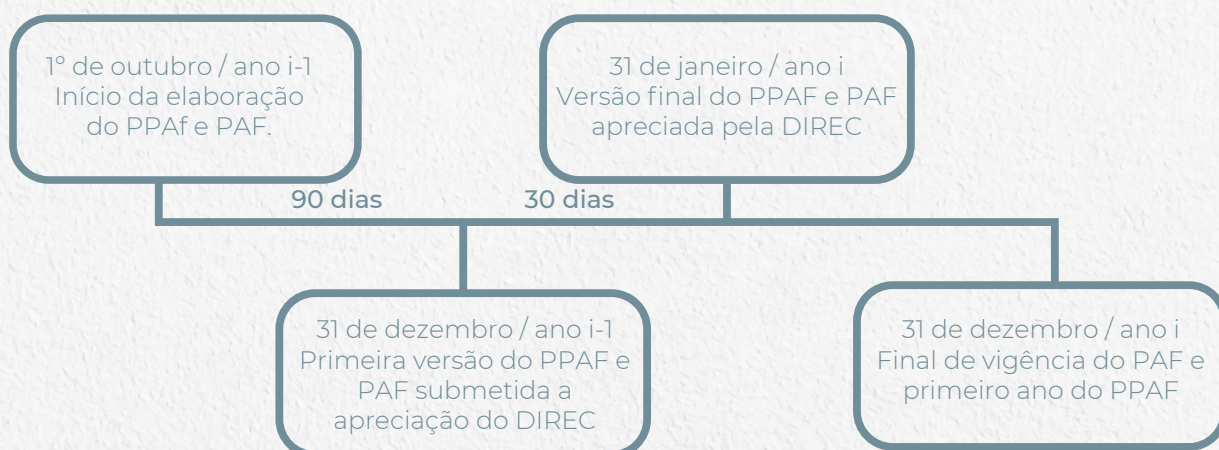 1º de outubro / ano i-1
Início da elaboração
do PPAf e PAF.
31 de janeiro / ano i
Versão final do PPAF e PAF
apreciada pela DIREC
90 dias
30 dias
31 de dezembro / ano i-1
Primeira versão do PPAF e
PAF submetida a
apreciação do DIREC
31 de dezembro / ano i
Final de vigência do PAF e
primeiro ano do PPAF